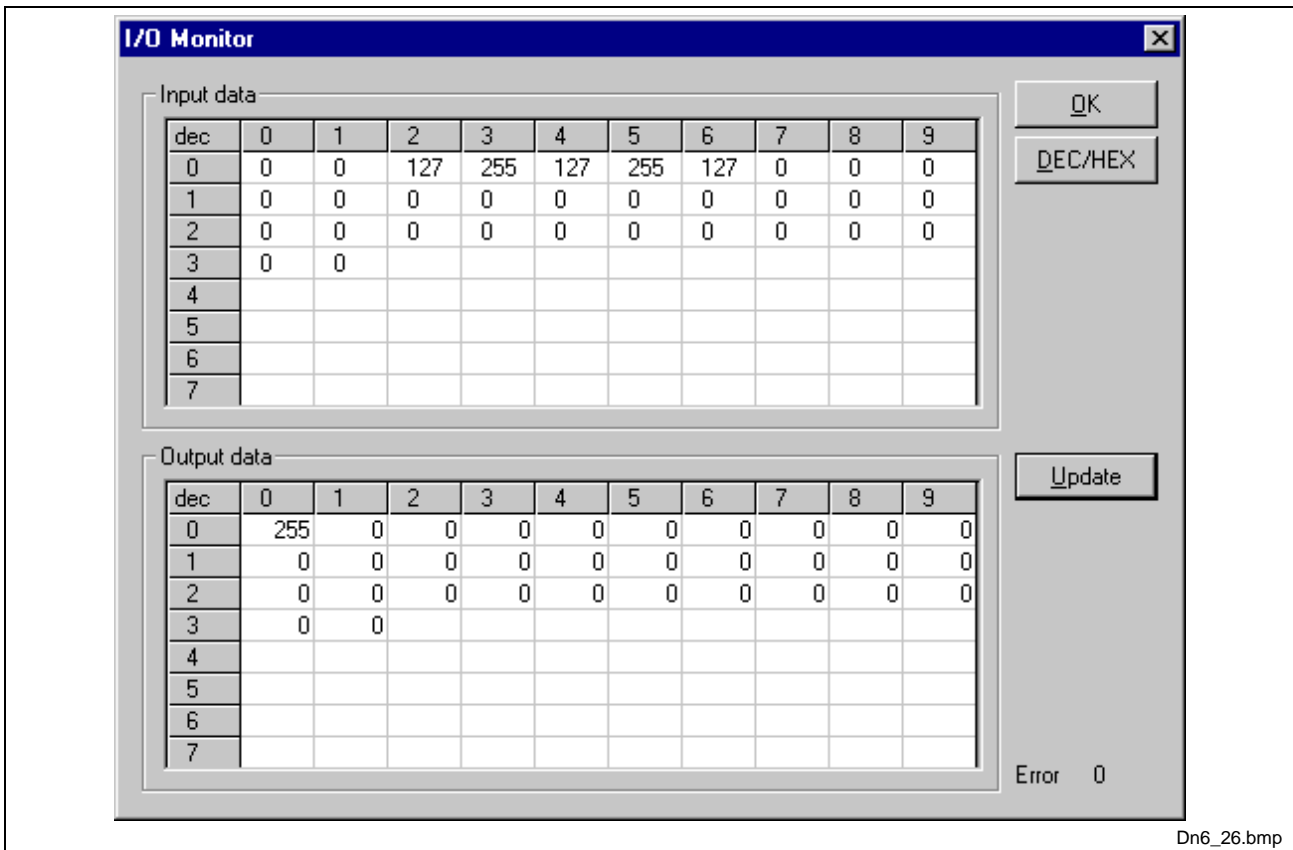 I/O Monitor
Input data
OK
dec 0 1 2 3 4 5 6 7 8 9
DEC/HEX
0 0 0 127 255 127 255 127 0 0 0
1 0 0 0 0 0 0 0 0 0 0
2 0 0 0 0 0 0 0 0 0 0
3 0 0
4
5
6
7
Output data
Update
dec 0 1 2 3 4 5 6 7 8 9
0 255 0 0 0 0 0 0 0 0 0
1 0 0 0 0 0 0 0 0 0 0
2 0 0 0 0 0 0 0 0 0 0
3 0 0
4
5
6
7
Error 0
Dn6_26.bmp